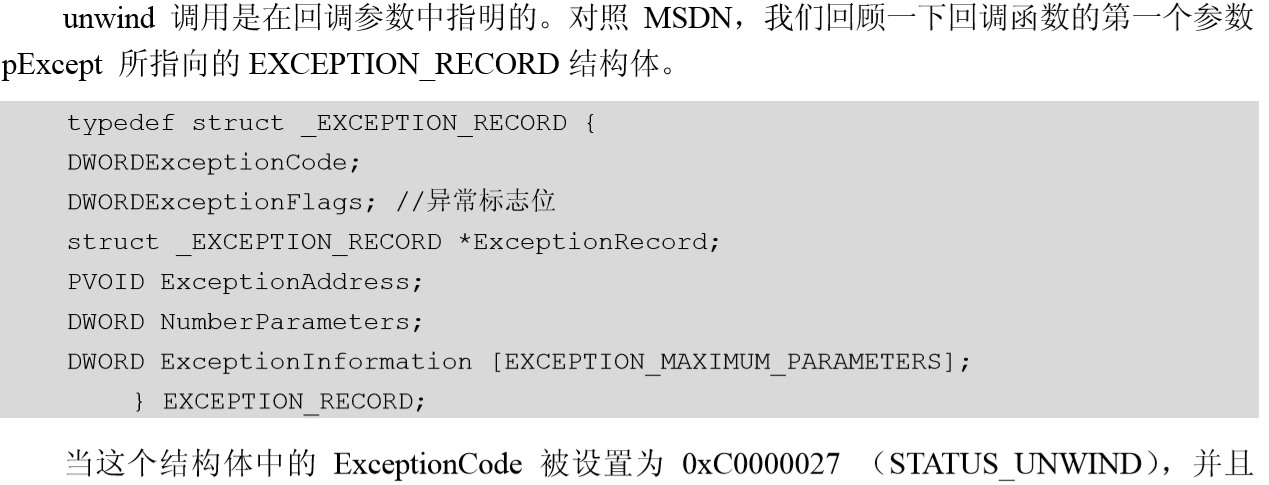 unwind 调用是在回调参数中指明的。对照 MSDN，我们回顾一下回调函数的第一个参数
pExcept 所指向的 EXCEPTION_RECORD 结构体。
typedef struct _EXCEPTION_RECORD {
DWORDExceptionCode;
DWORDExceptionFlags; //异常标志位
struct _EXCEPTION_RECORD *ExceptionRecord;
PVOID ExceptionAddress;
DWORD NumberParameters;
DWORD ExceptionInformation [EXCEPTION_MAXIMUM_PARAMETERS];
} EXCEPTION_RECORD;
当这个结构体中的 ExceptionCode 被设置为 0xC0000027 （STATUS_UNWIND），并且